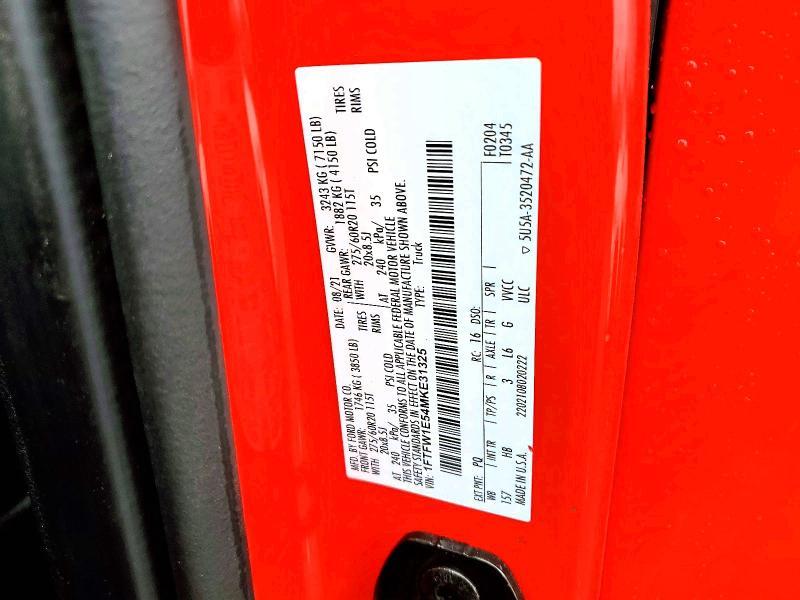 MFD. BY FORD MOTOR CO. DATE: 08/21 GVWR: 3243 KG ( 7150 LB)
FRONT GAWR: 1746 KG ( 3850 LB) REAR GAWR: 1882 KG ( 4150 LB)
WITH 275/60R20 115T TIRES WITH 275/60R20 115T TIRES
20x8.5J RIMS 20x8.5J RIMS
AT 240 kPa/ 35 PSI COLD AT 240 kPa/ 35 PSI COLD
THIS VEHICLE CONFORMS TO ALL APPLICABLE FEDERAL MOTOR VEHICLE
SAFETY STANDARDS IN EFFECT ON THE DATE OF MANUFACTURE SHOWN ABOVE.
VIN: 1FTFW1E54MKE31325 TYPE: Truck
EXT PNT: PQ RC: 16 DSO: F0204
WB INT TR TP/PS R AXLE TR SPR T0345
157 HB 3 L6 G VVCC
2202108020222 ULC
MADE IN U.S.A. 5U5A-3520472-AA